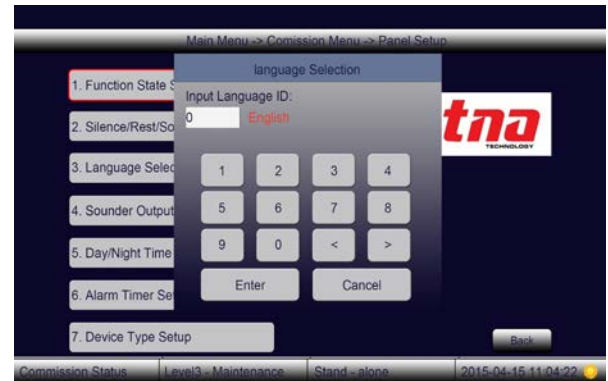 Main Menu -> Comission Menu -> Panel Setup
language Selection
1. Function State S
Input Language ID:
0 English
2. Silence/Rest/So
tna
TECHNOLOGY
3. Language Selec
1 2 3 4
4. Sounder Output
5 6 7 8
5. Day/Night Time
9 0 < >
6. Alarm Timer Se
Enter Cancel
7. Device Type Setup
Back
Commission Status Level3 - Maintenance Stand - alone 2015-04-15 11:04:22